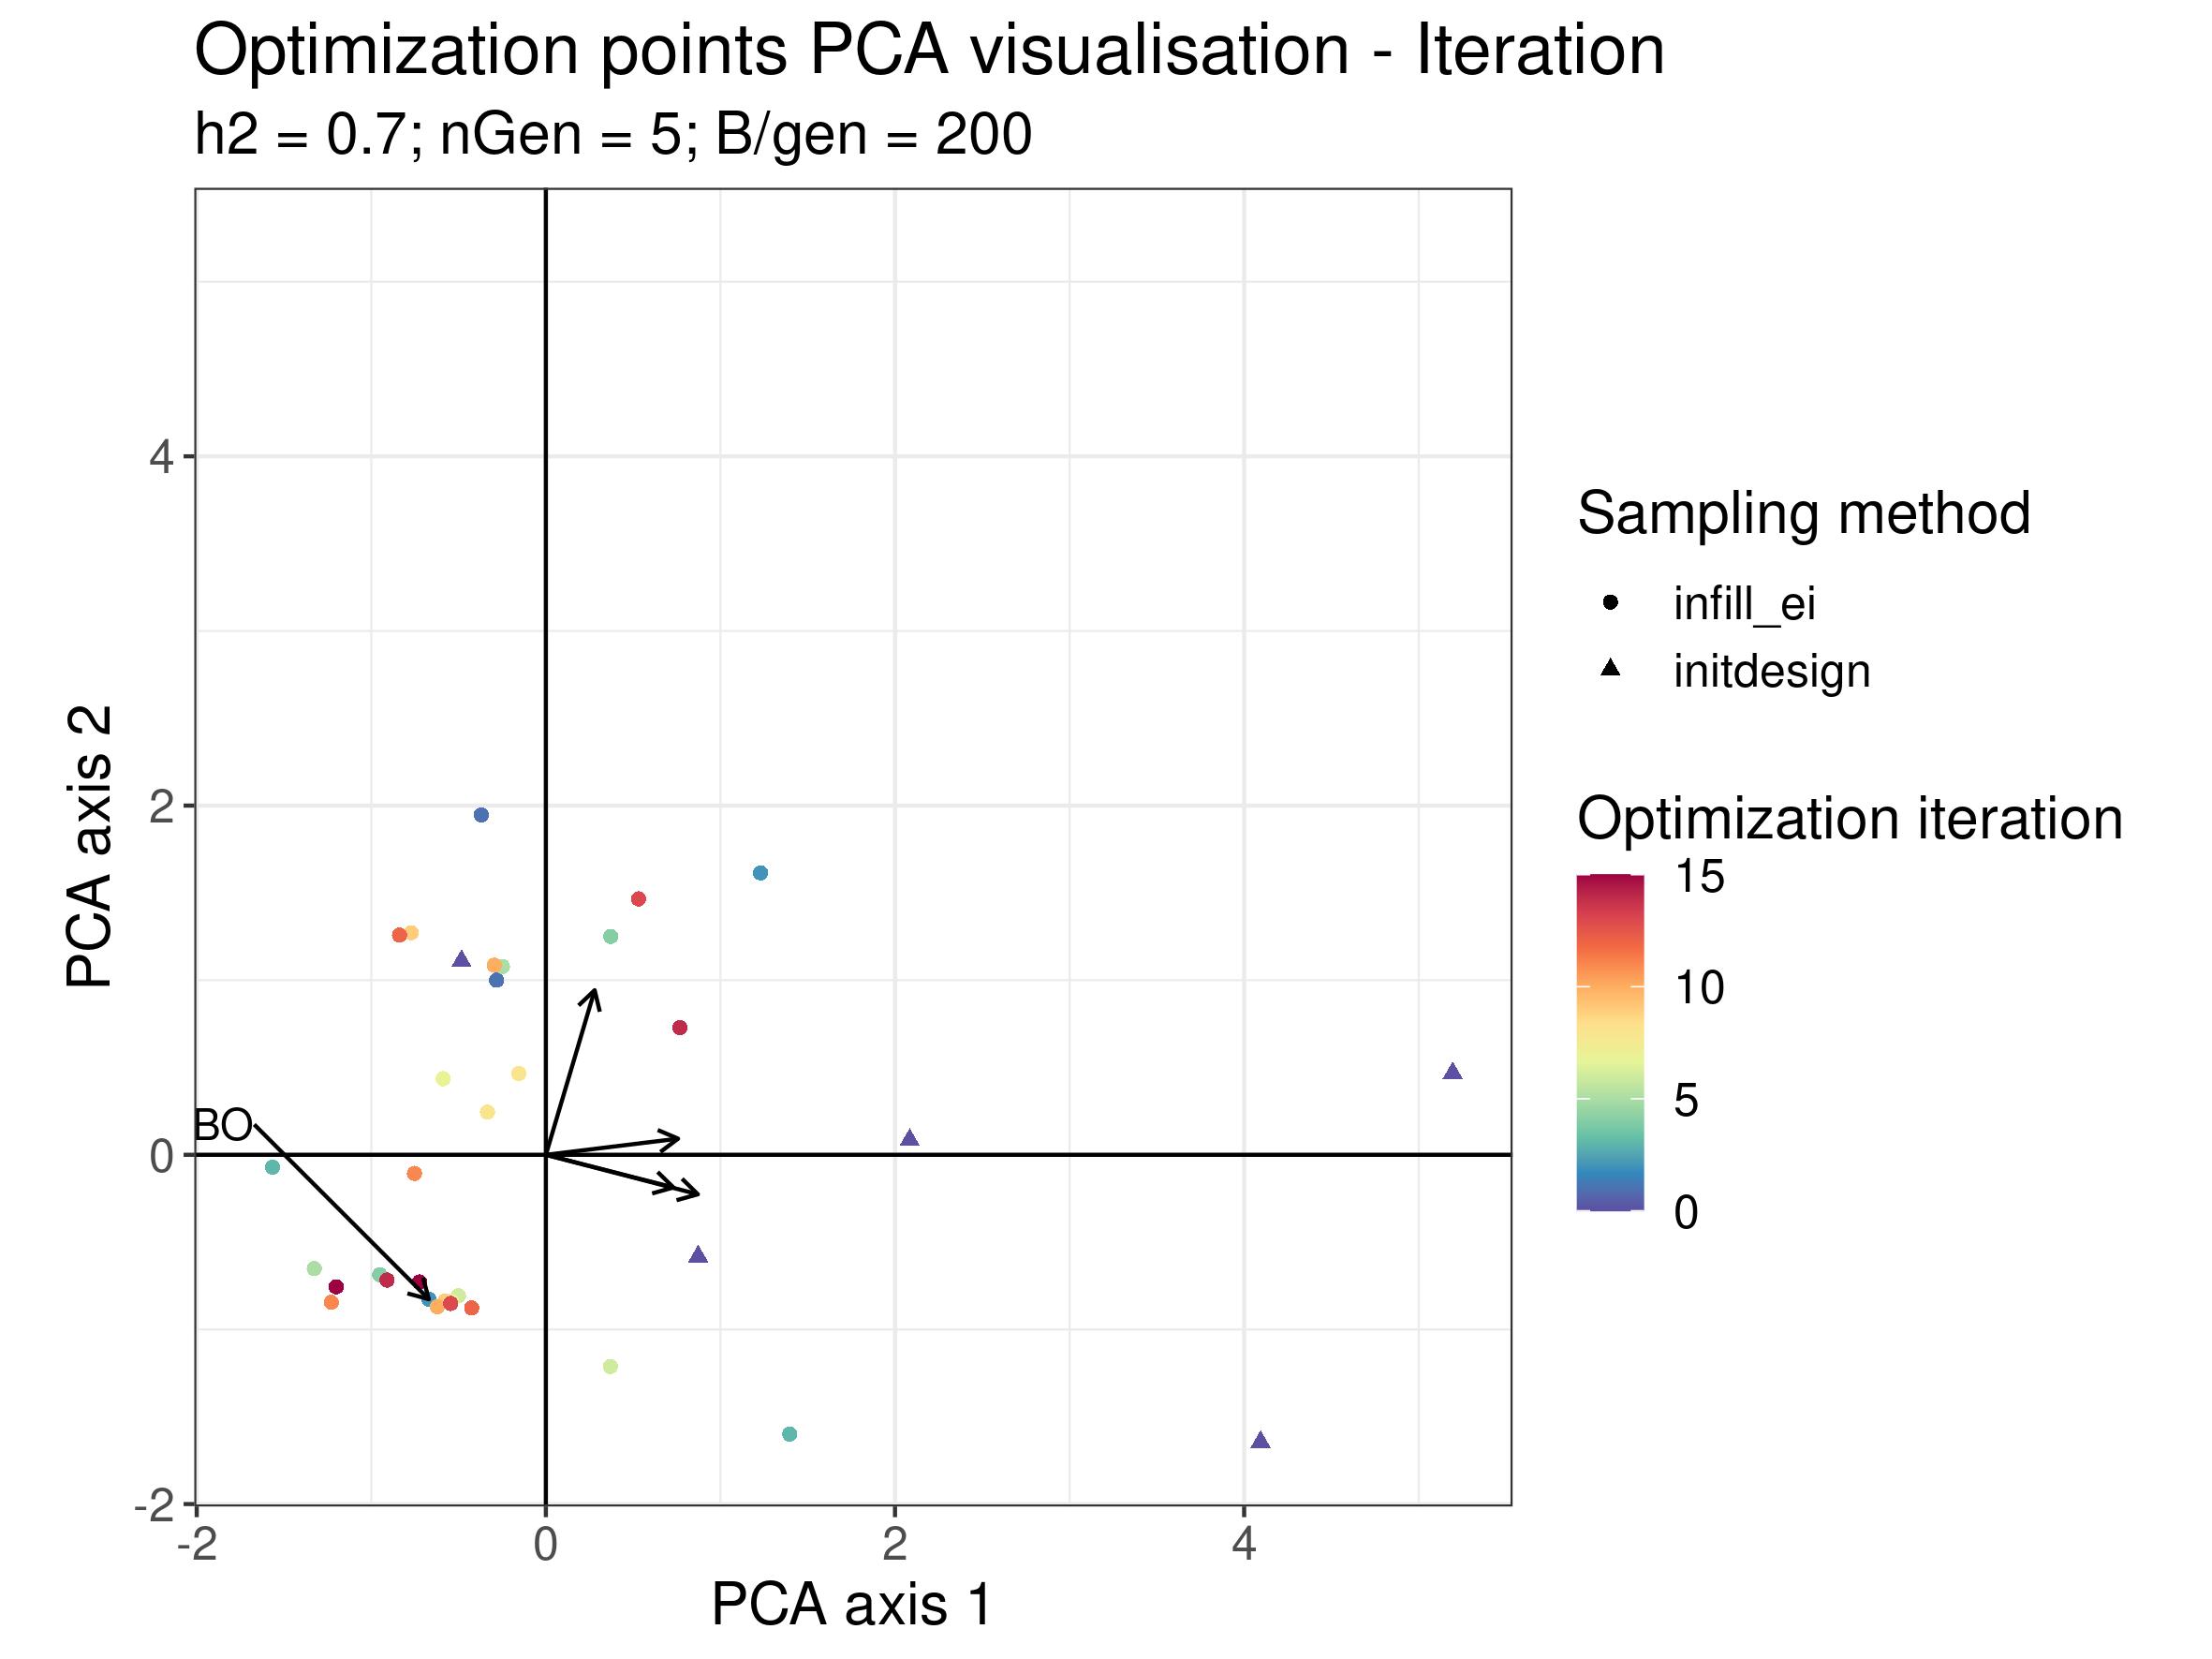 Optimization points PCA visualisation - Iteration
h2 = 0.7; nGen = 5; B/gen = 200
4
2
0
-2
PCA axis 2
BO
-2
0
2
4
PCA axis 1
Sampling method
infill_ei
initdesign
Optimization iteration
15
10
5
0